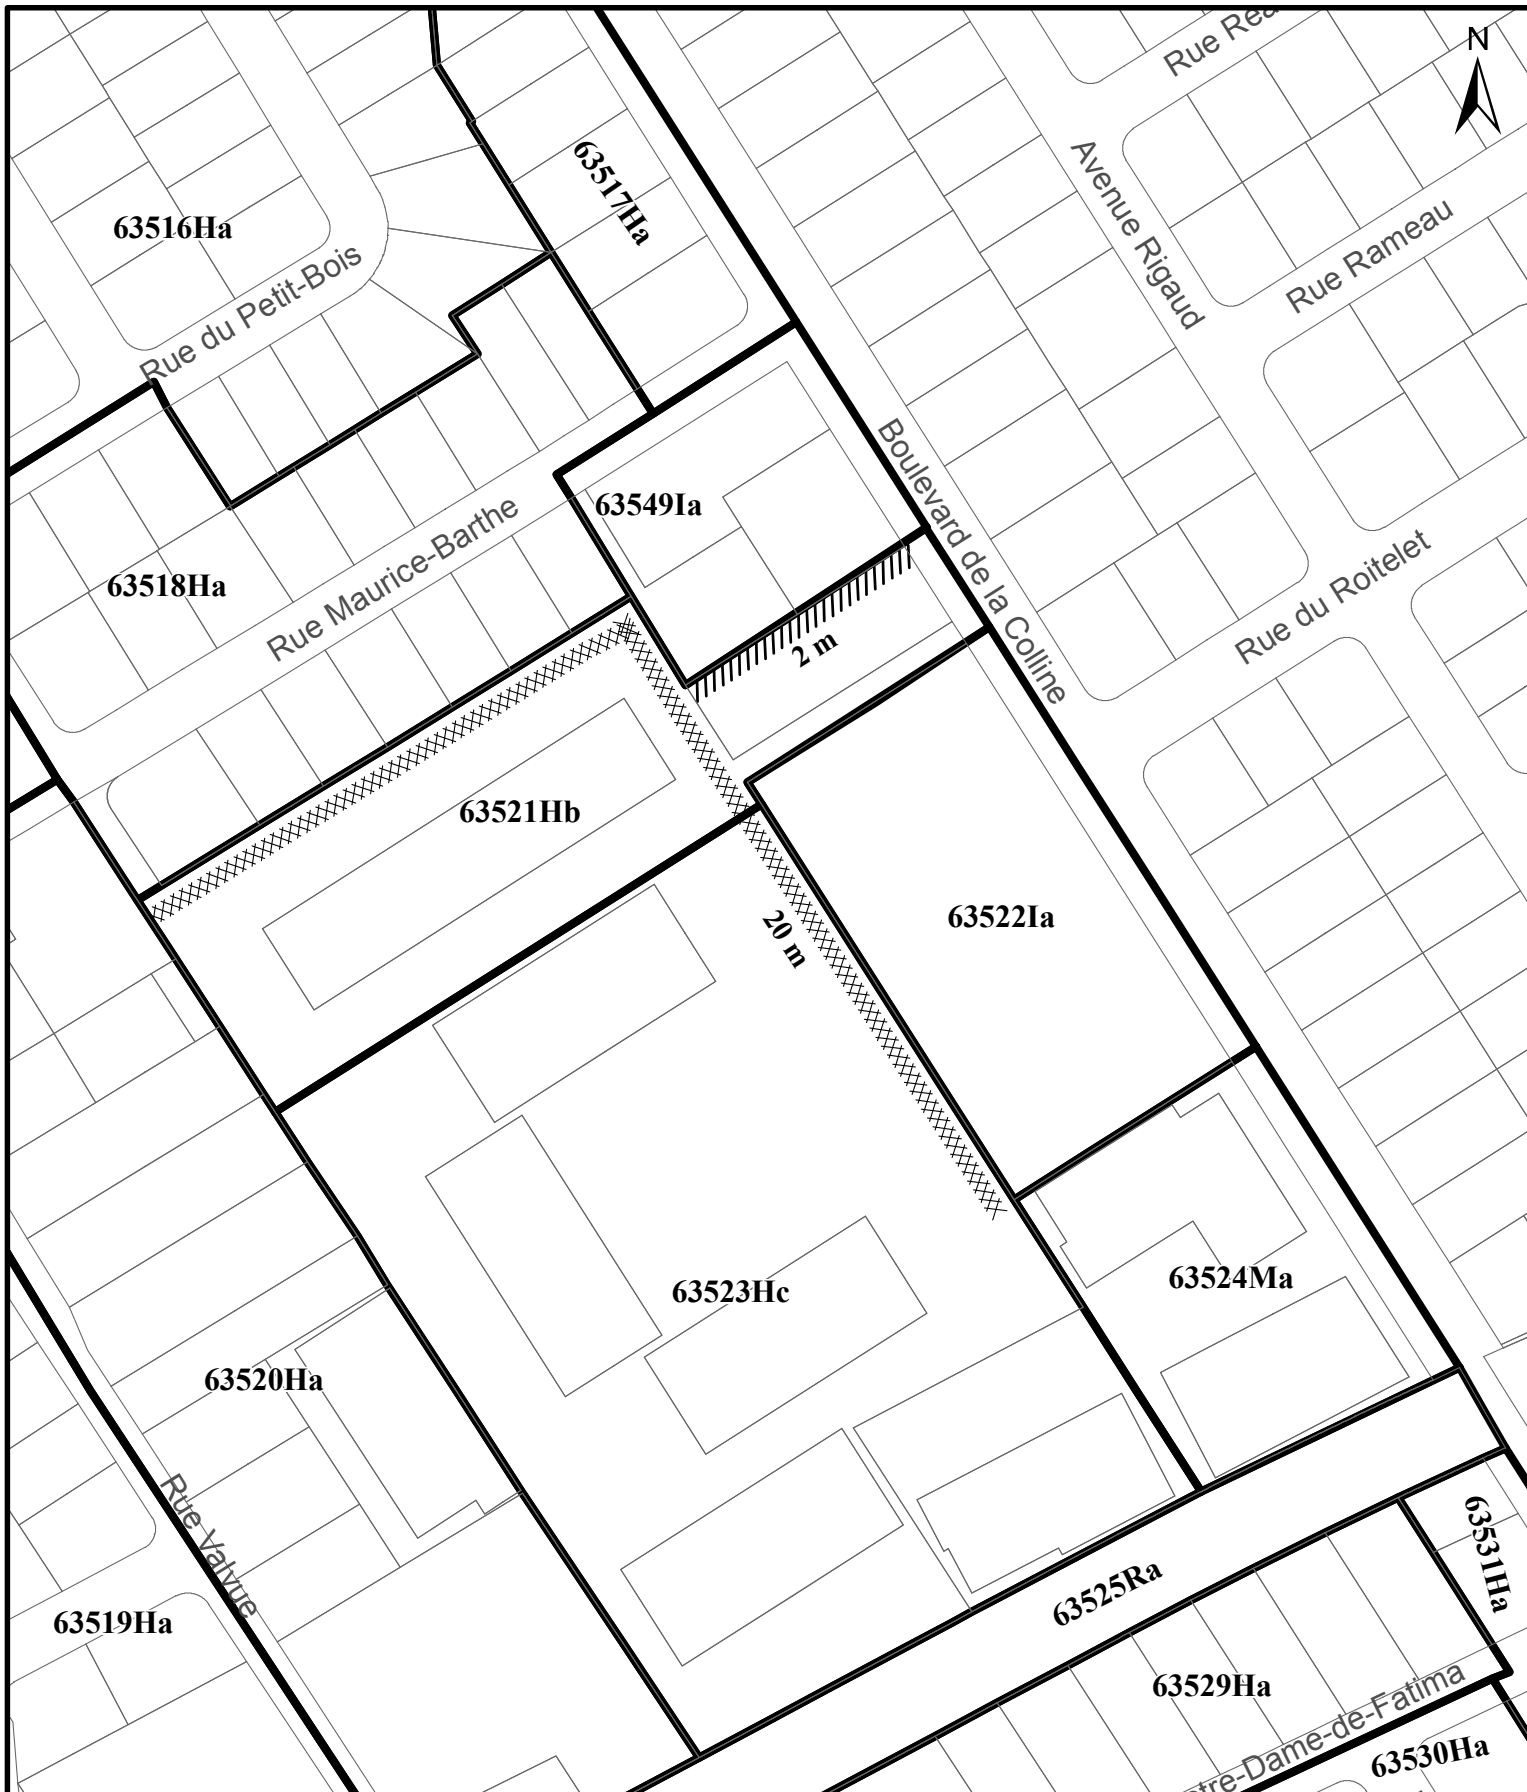 Rue Réa
N
63517Ha
Avenue Rigaud
63516Ha
Rue Rameau
Rue du Petit-Bois
Boulevard de la Colline
63549Ia
Rue Maurice-Barthe
63518Ha
Rue du Roitelet
2 m
63521Hb
63522Ia
20 m
63524Ma
63523Hc
63520Ha
Rue Valvue
63531Ha
63525Ra
63519Ha
63529Ha
tre-Dame-de-Fatima
63530Ha